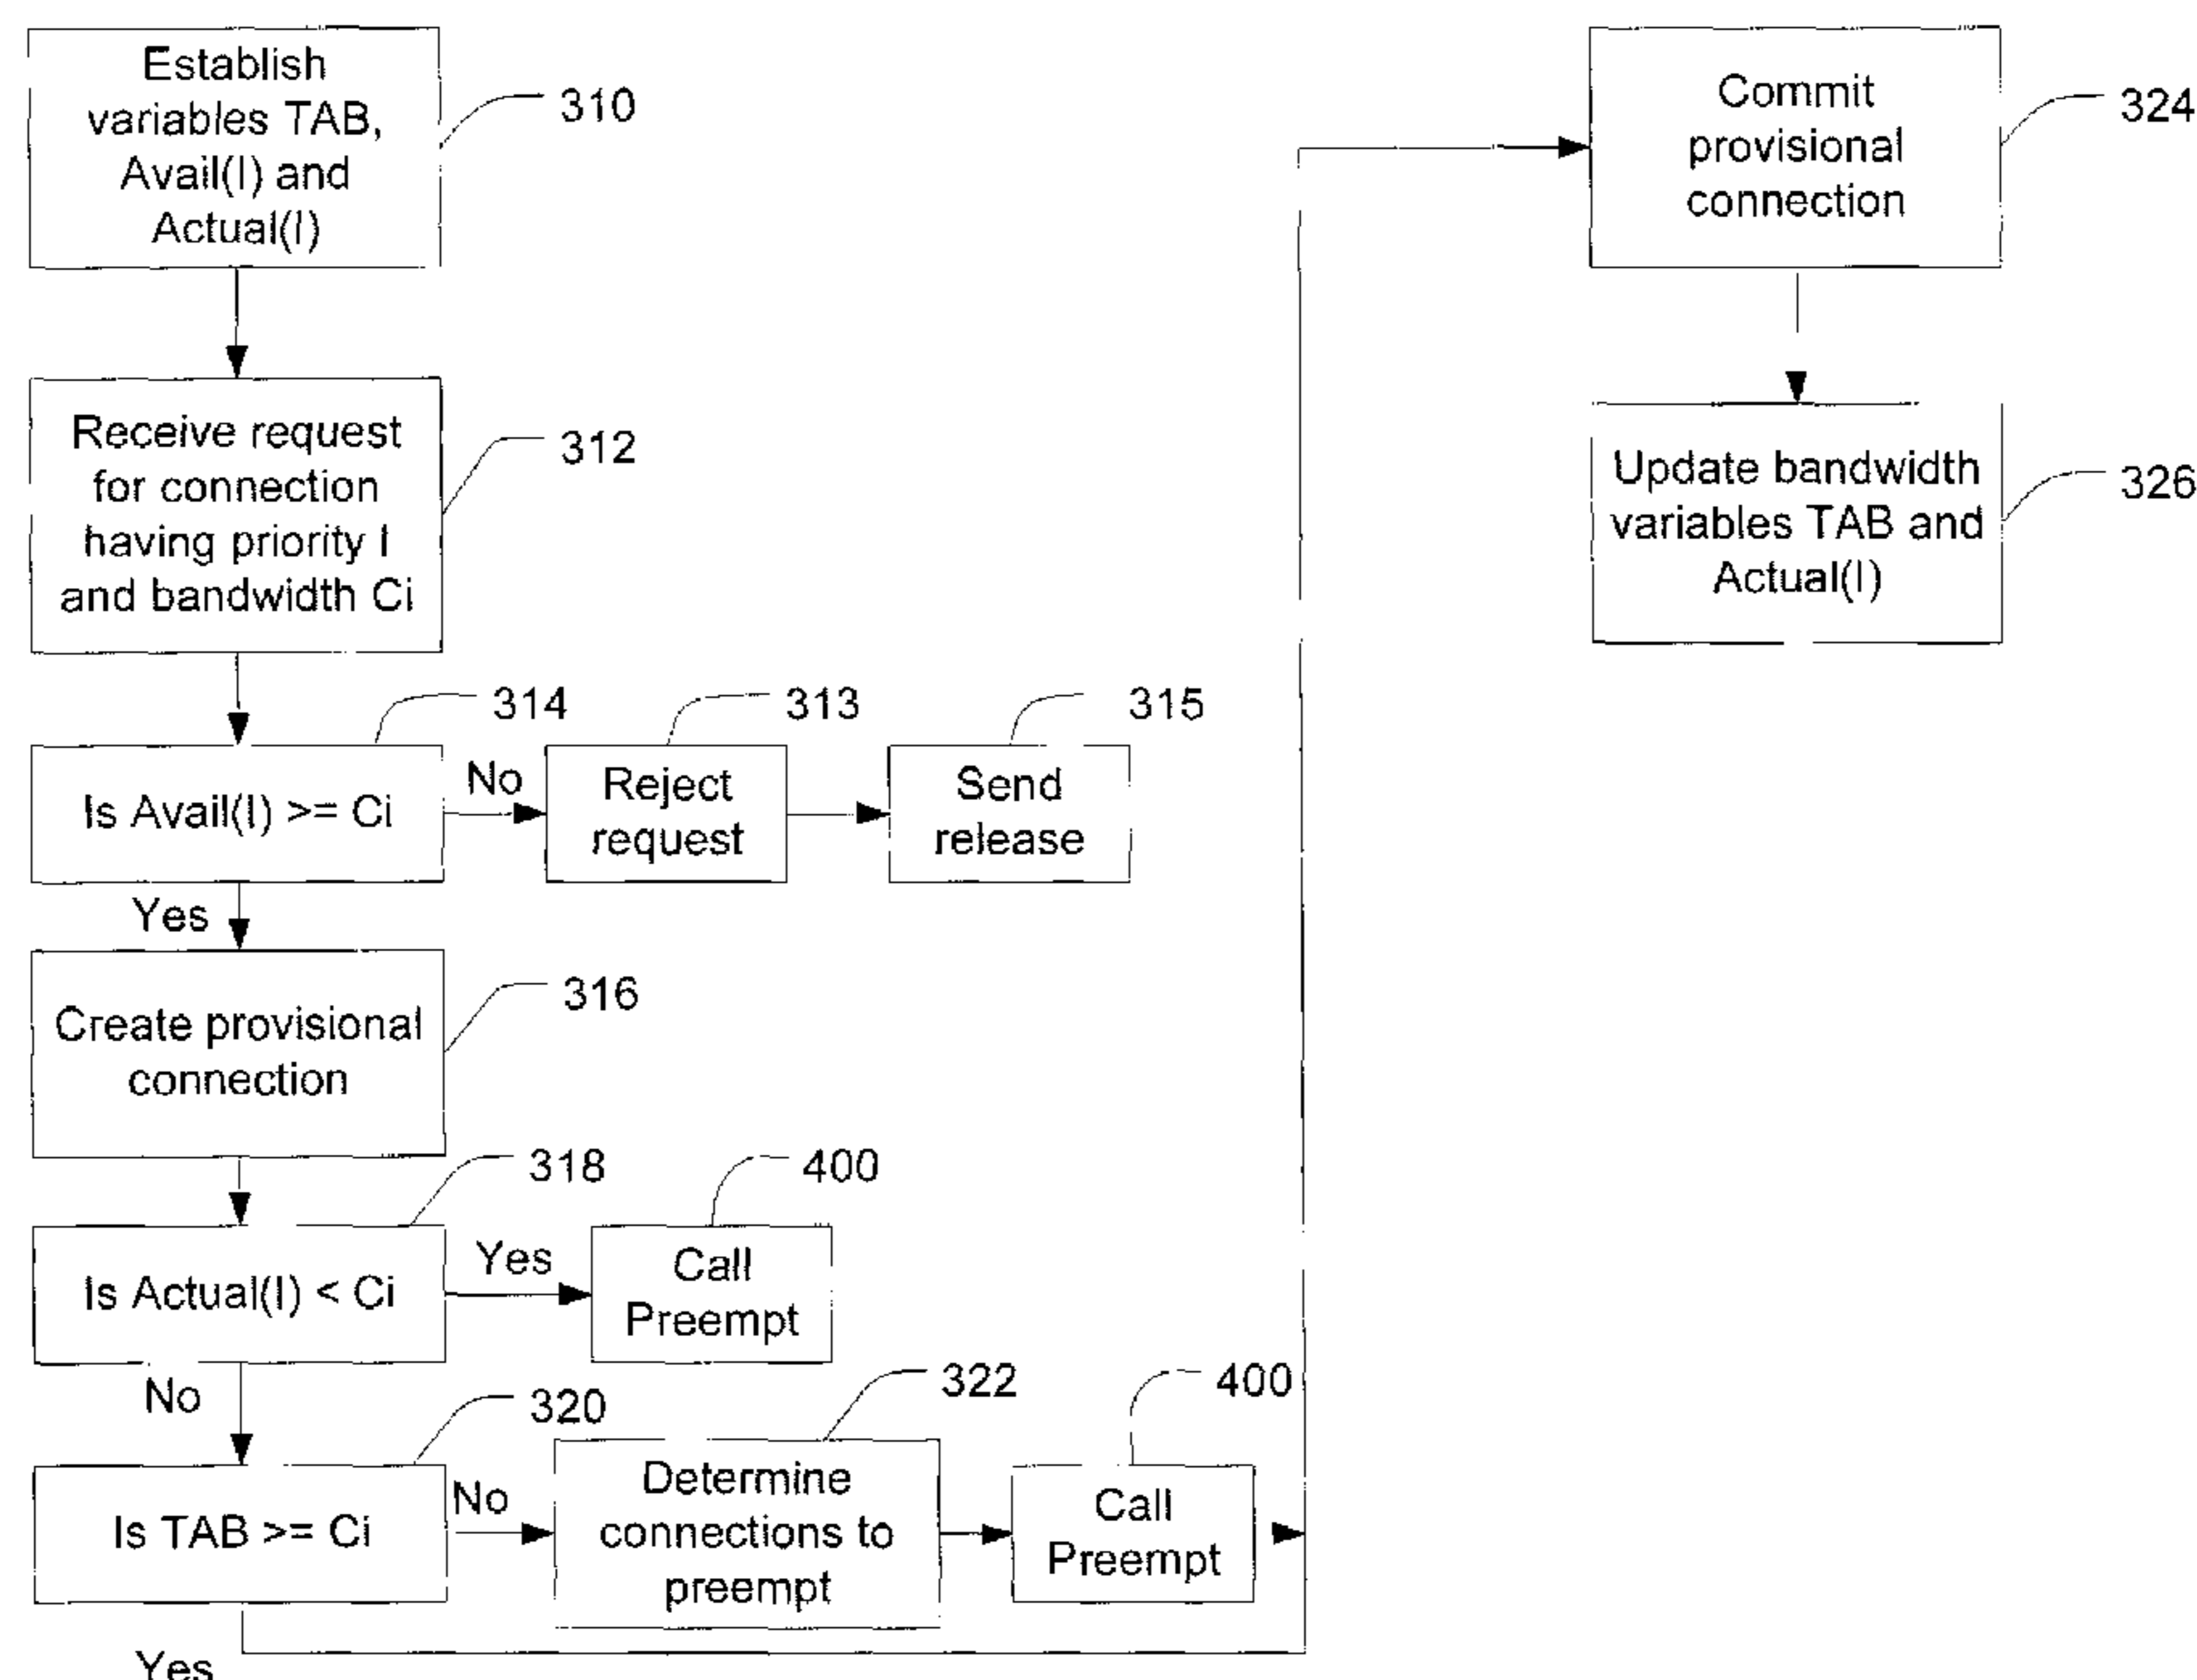 Establish
variables TAB,
Avail(I) and
Actual(I)
310
Receive request
for connection
having priority I
and bandwidth Ci
312
314
Is Avail(I) >= Ci
No
313
Reject
request
315
Send
release
Yes
Create provisional
connection
316
318
Is Actual(I) < Ci
Yes
400
Call
Preempt
No
320
Is TAB >= Ci
No
322
Determine
connections to
preempt
400
Call
Preempt
Yes
Commit
provisional
connection
324
Update bandwidth
variables TAB and
Actual(I)
326